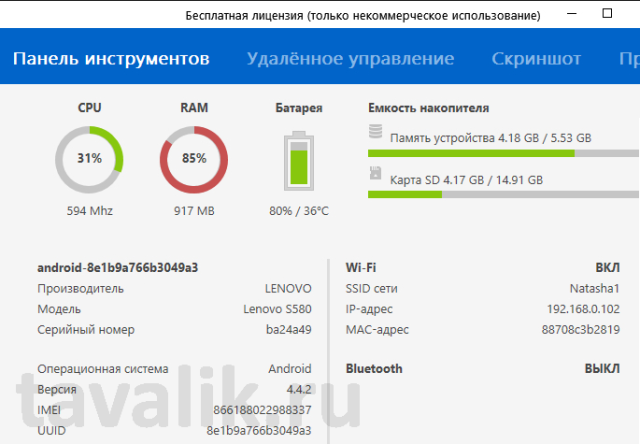 Бесплатная лицензия (только некоммерческое использование)
Панель инструментов Удалённое управление Скриншот Пр
CPU RAM Батарея Емкость накопителя
31% 85%
Память устройства 4.18 GB / 5.53 GB
Карта SD 4.17 GB / 14.91 GB
594 Mhz 917 MB 80% / 36°C
android-8e1b9a766b3049a3
Производитель LENOVO
Модель Lenovo S580
Серийный номер ba24a49
Операционная система Android
Версия 4.4.2
IMEI 866188022988337
UUID 8e1b9a766b3049a3
Wi-Fi ВКЛ
SSID сети Natasha1
IP-адрес 192.168.0.102
MAC-адрес 88708c3b2819
Bluetooth ВЫКЛ
tavalik.ru